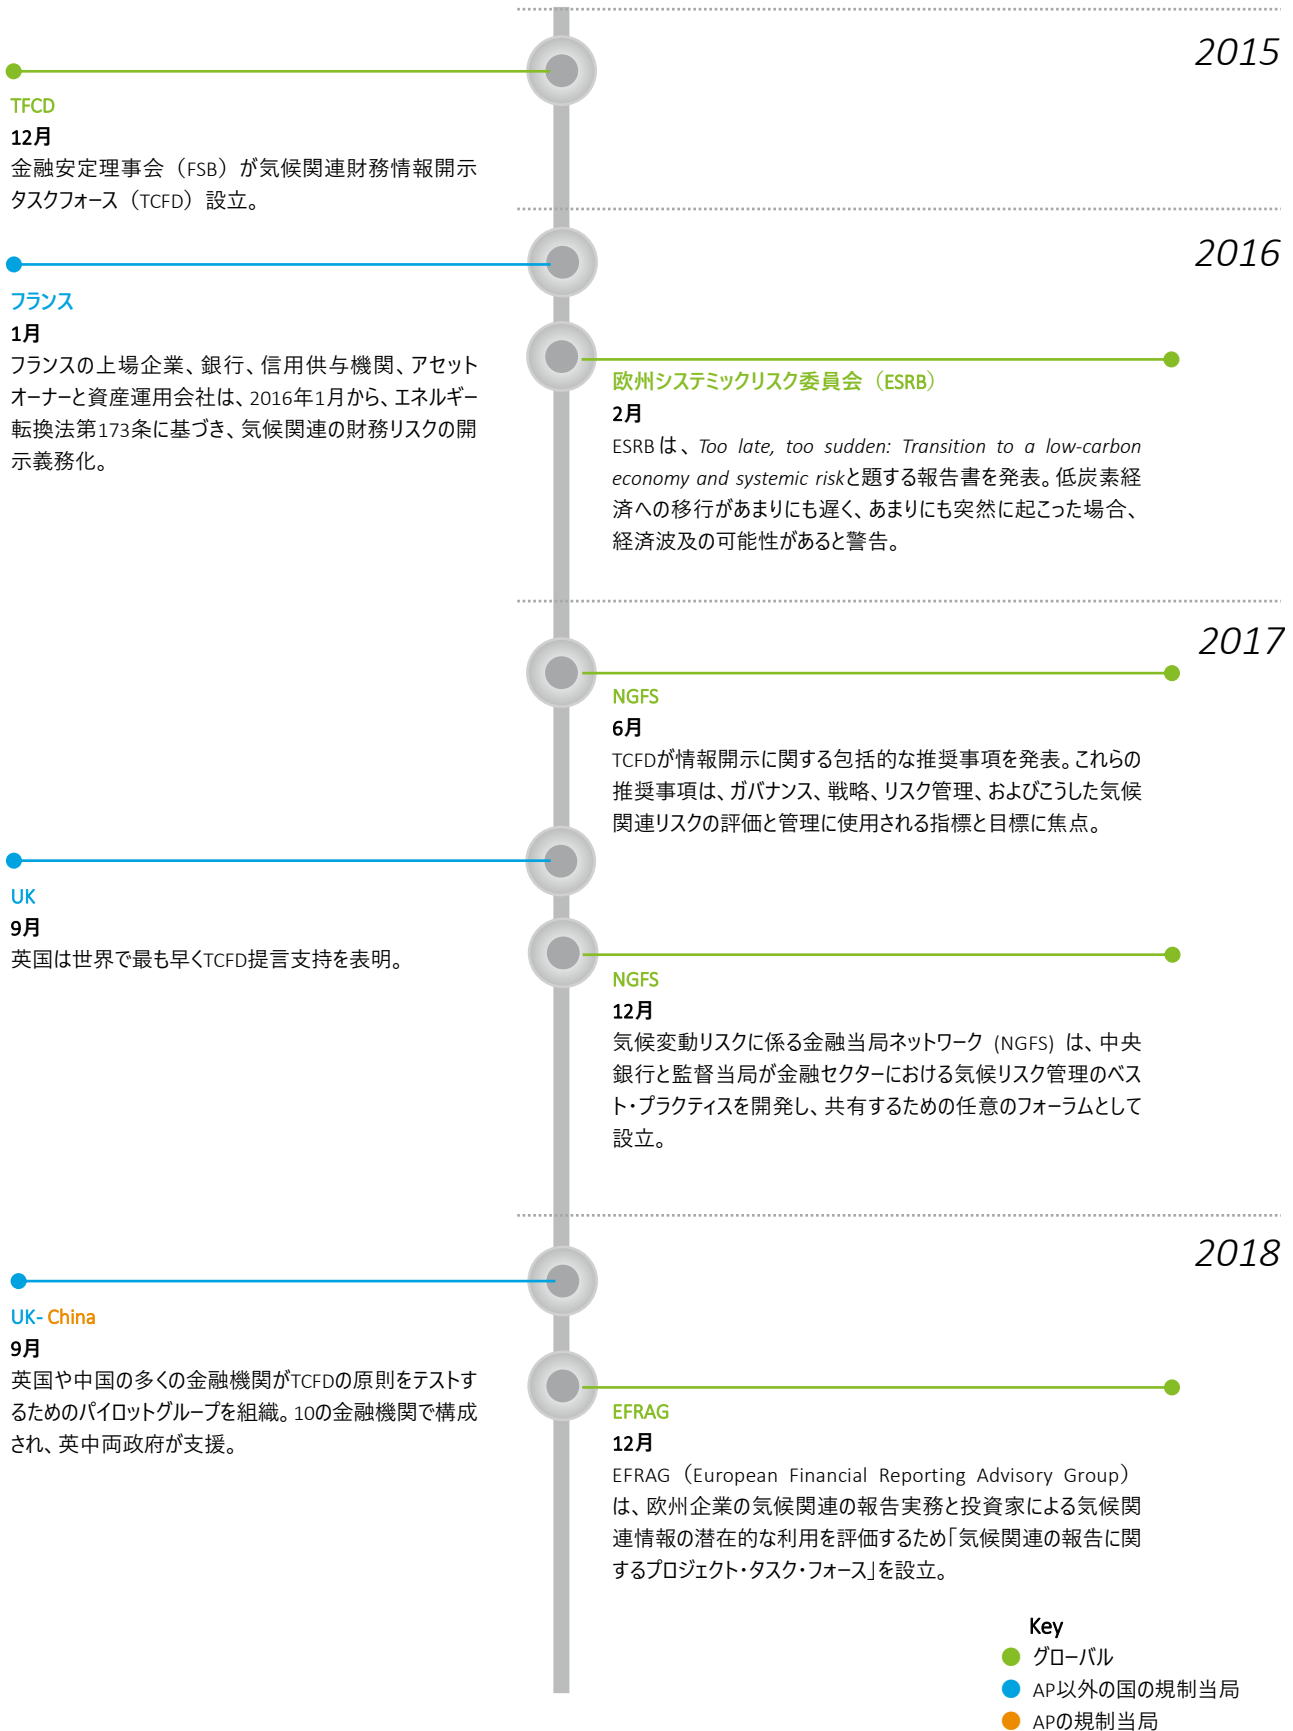 2015
TFCD
12月
金融安定理事会（FSB）が気候関連財務情報開示
タスクフォース（TCFD）設立。
2016
フランス
1月
フランスの上場企業、銀行、信用供与機関、アセット
オーナーと資産運用会社は、2016年1月から、エネルギー
転換法第173条に基づき、気候関連の財務リスクの開
示義務化。
欧州システミックリスク委員会（ESRB）
2月
ESRBは、Too late, too sudden: Transition to a low-carbon
economy and systemic riskと題する報告書を発表。低炭素経
済への移行があまりにも遅く、あまりにも突然に起こった場合、
経済波及の可能性があると警告。
2017
NGFS
6月
TCFDが情報開示に関する包括的な推奨事項を発表。これらの
推奨事項は、ガバナンス、戦略、リスク管理、およびこうした気候
関連リスクの評価と管理に使用される指標と目標に焦点。
UK
9月
英国は世界で最も早くTCFD提言支持を表明。
NGFS
12月
気候変動リスクに係る金融当局ネットワーク (NGFS) は、中央
銀行と監督当局が金融セクターにおける気候リスク管理のベス
ト・プラクティスを開発し、共有するための任意のフォーラムとして
設立。
2018
UK- China
9月
英国や中国の多くの金融機関がTCFDの原則をテストす
るためのパイロットグループを組織。10の金融機関で構成
され、英中両政府が支援。
EFRAG
12月
EFRAG（European Financial Reporting Advisory Group）
は、欧州企業の気候関連の報告実務と投資家による気候関
連情報の潜在的な利用を評価するため「気候関連の報告に関
するプロジェクト・タスク・フォース」を設立。
Key
グローバル
AP以外の国の規制当局
APの規制当局